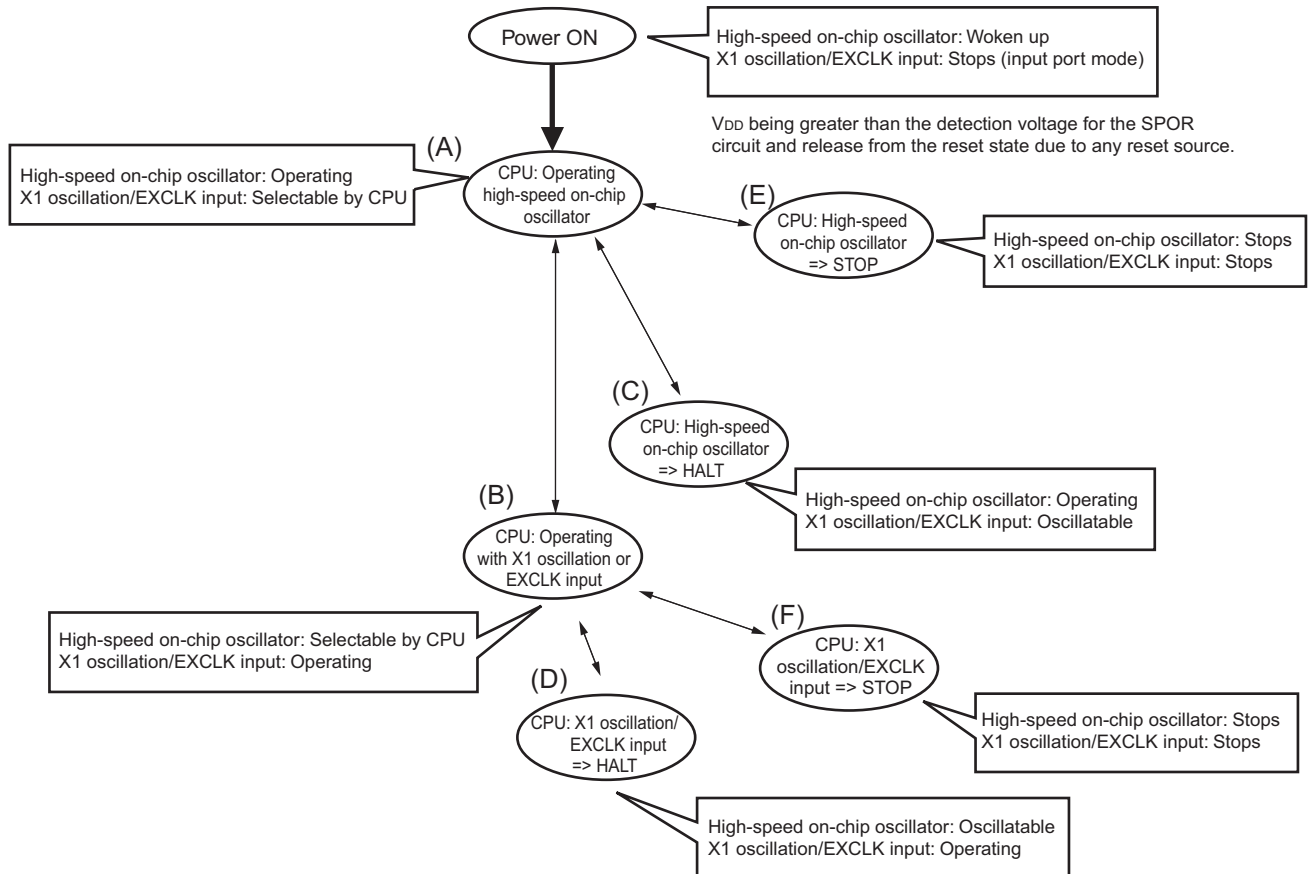 Power ON
High-speed on-chip oscillator: Woken up
X1 oscillation/EXCLK input: Stops (input port mode)
VDD being greater than the detection voltage for the SPOR
circuit and release from the reset state due to any reset source.
(A)
High-speed on-chip oscillator: Operating
X1 oscillation/EXCLK input: Selectable by CPU
CPU: Operating
high-speed on-chip
oscillator
(E)
CPU: High-speed
on-chip oscillator
=> STOP
High-speed on-chip oscillator: Stops
X1 oscillation/EXCLK input: Stops
(C)
CPU: High-speed
on-chip oscillator
=> HALT
High-speed on-chip oscillator: Operating
X1 oscillation/EXCLK input: Oscillatable
(B)
CPU: Operating
with X1 oscillation or
EXCLK input
High-speed on-chip oscillator: Selectable by CPU
X1 oscillation/EXCLK input: Operating
(F)
CPU: X1
oscillation/EXCLK
input => STOP
High-speed on-chip oscillator: Stops
X1 oscillation/EXCLK input: Stops
(D)
CPU: X1 oscillation/
EXCLK input
=> HALT
High-speed on-chip oscillator: Oscillatable
X1 oscillation/EXCLK input: Operating